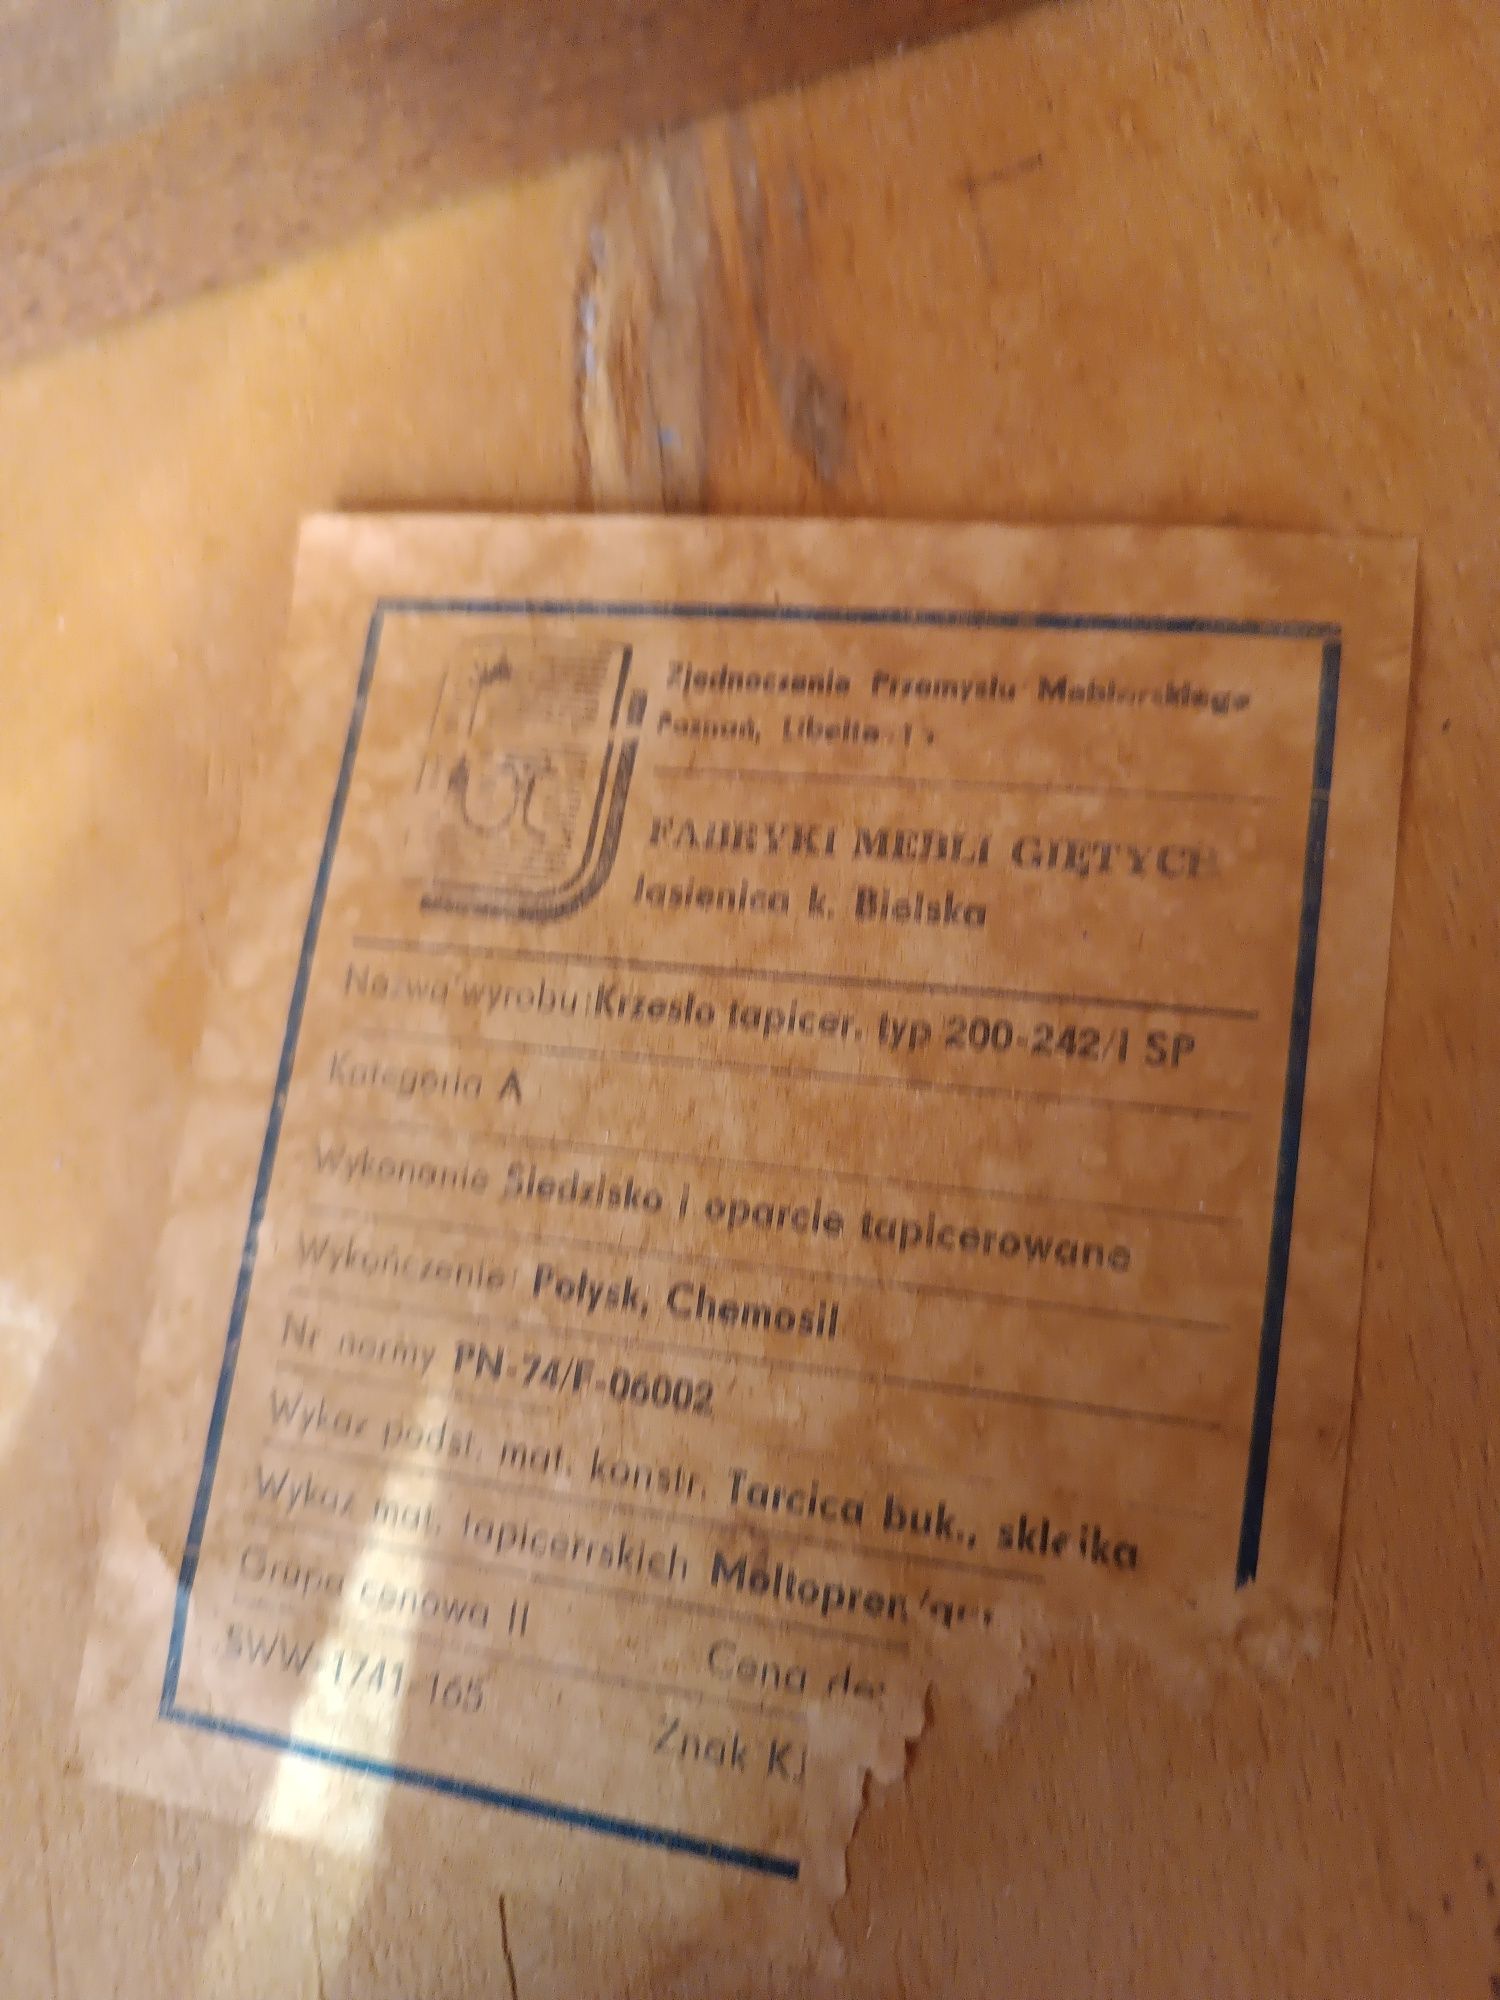 Zjednoczenie Przemysłu Meblarskiego
Poznań, Libelta
FABRYKI MEBLI GIĘTYCH
Jasienica k. Bielska
Nazwa wyrobu: Krzesło tapicer. typ 200-242/1 SP
Kategoria A
Wykonanie Siedzisko i oparcie tapicerowane
Wykończenie: Połysk, Chemosil
Nr normy PN-74/F-06002
Wykaz podst. mat. konstr. Tarcica buk., sklejka
Wykaz mat. tapicerrskich Moltopren
Grupa cenowa II
Cena
SWW 1741-165
Znak KJ